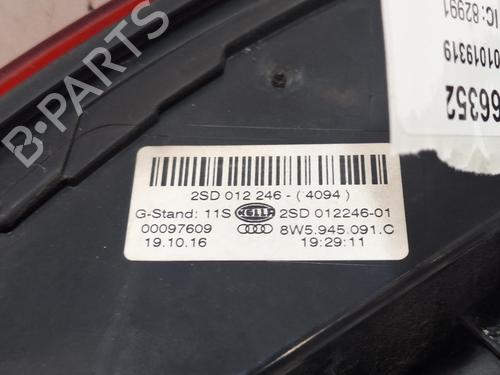 B-PARTS
IC: 82991
01019319
66352
2SD 012 246 - ( 4094 )
G-Stand: 11S HELLA 2SD 012246-01
00097609 8W5.945.091.C
19.10.16 19:29:11